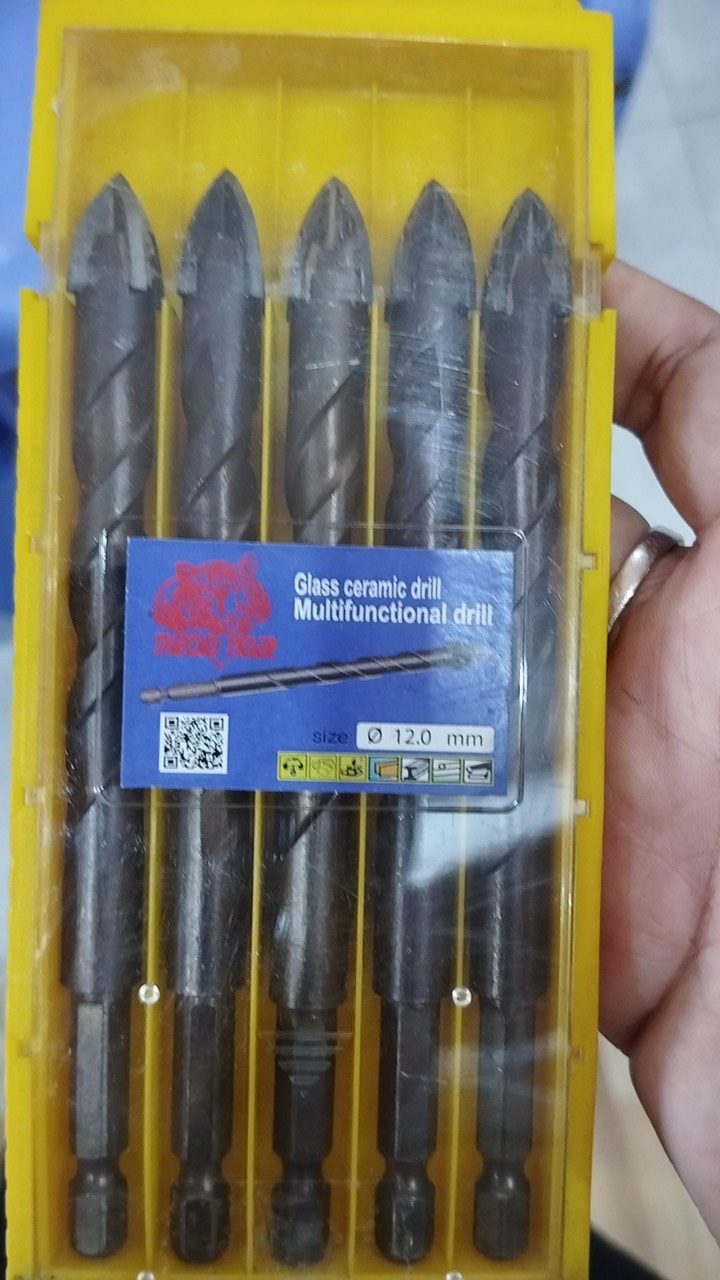 Glass ceramic drill
Multifunctional drill
size: Ø 12.0 mm